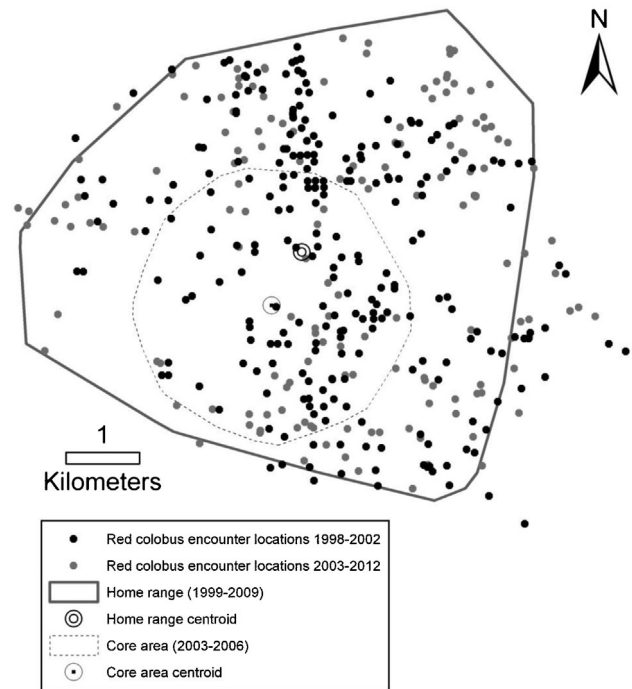 N
1
Kilometers
Red colobus encounter locations 1998-2002
Red colobus encounter locations 2003-2012
Home range (1999-2009)
Home range centroid
Core area (2003-2006)
Core area centroid